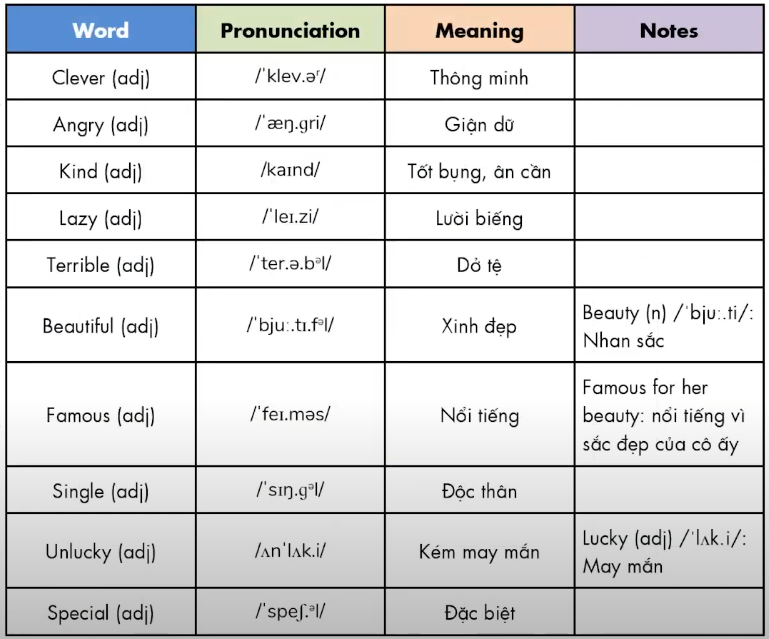 Word Pronunciation Meaning Notes
Clever (adj) /ˈklev.əʳ/ Thông minh
Angry (adj) /ˈæŋ.ɡri/ Giận dữ
Kind (adj) /kaɪnd/ Tốt bụng, ân cần
Lazy (adj) /ˈleɪ.zi/ Lười biếng
Terrible (adj) /ˈter.ə.bᵊl/ Dở tệ
Beautiful (adj) /ˈbjuː.tɪ.fᵊl/ Xinh đẹp
Beauty (n) /ˈbjuː.ti/:
Nhan sắc
Famous (adj) /ˈfeɪ.məs/ Nổi tiếng
Famous for her
beauty: nổi tiếng vì
sắc đẹp của cô ấy
Single (adj) /ˈsɪŋ.ɡᵊl/ Độc thân
Unlucky (adj) /ʌnˈlʌk.i/ Kém may mắn
Lucky (adj) /ˈlʌk.i/:
May mắn
Special (adj) /ˈspeʃ.ᵊl/ Đặc biệt